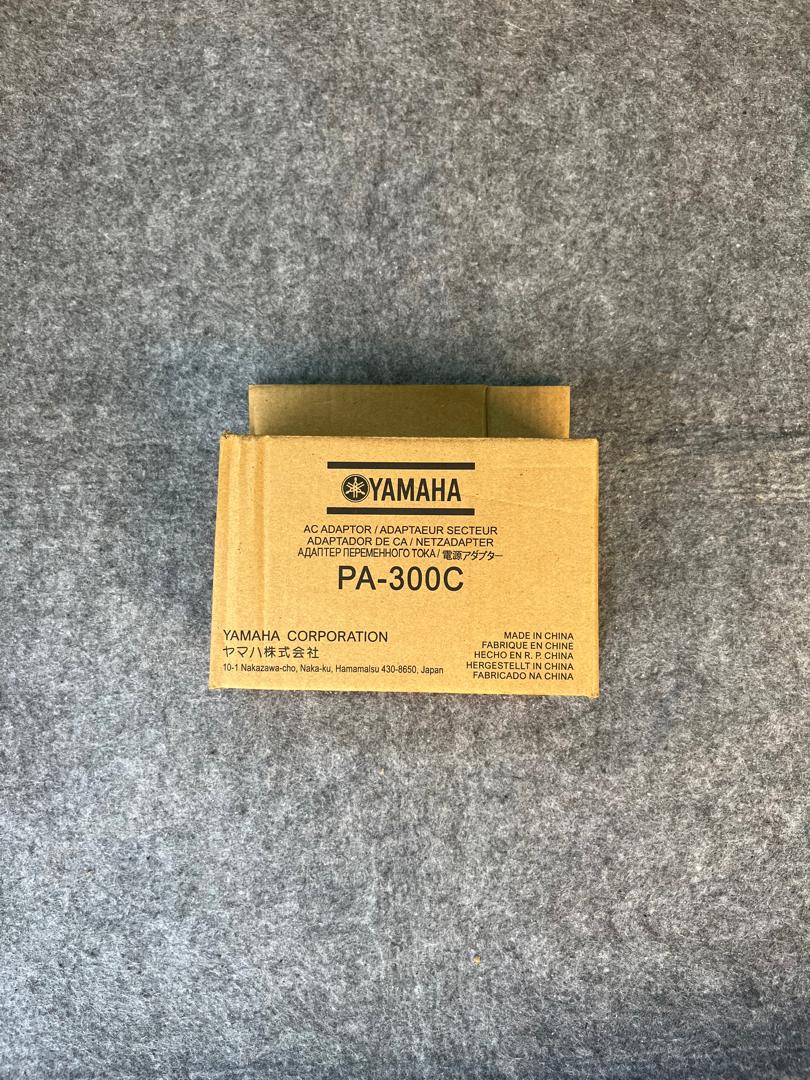 YAMAHA
AC ADAPTOR / ADAPTAEUR SECTEUR
ADAPTADOR DE CA / NETZADAPTER
АДАПТЕР ПЕРЕМЕННОГО ТОКА / 電源アダプター
PA-300C
YAMAHA CORPORATION
ヤマハ株式会社
10-1 Nakazawa-cho, Naka-ku, Hamamalsu 430-8650, Japan
MADE IN CHINA
FABRIQUE EN CHINE
HECHO EN R. P. CHINA
HERGESTELLT IN CHINA
FABRICADO NA CHINA